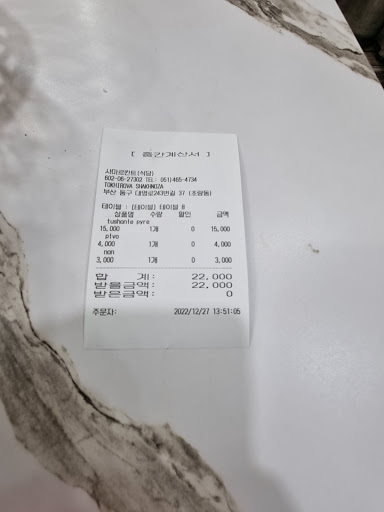 [ 중간계산서 ]
사마르칸트(식당)
602-06-27302 TEL: 051)465-4734
TOKHIROVA SHAKHNOZA
부산 동구 대영로243번길 37 (초량동)
테이블 : [테이블] 테이블 8
상품명 수량 할인 금액
tushonle pyre
15,000 1개 0 15,000
pivo
4,000 1개 0 4,000
non
3,000 1개 0 3,000
합 계: 22,000
받을금액: 22,000
받은금액: 0
주문자: 2022/12/27 13:51:05